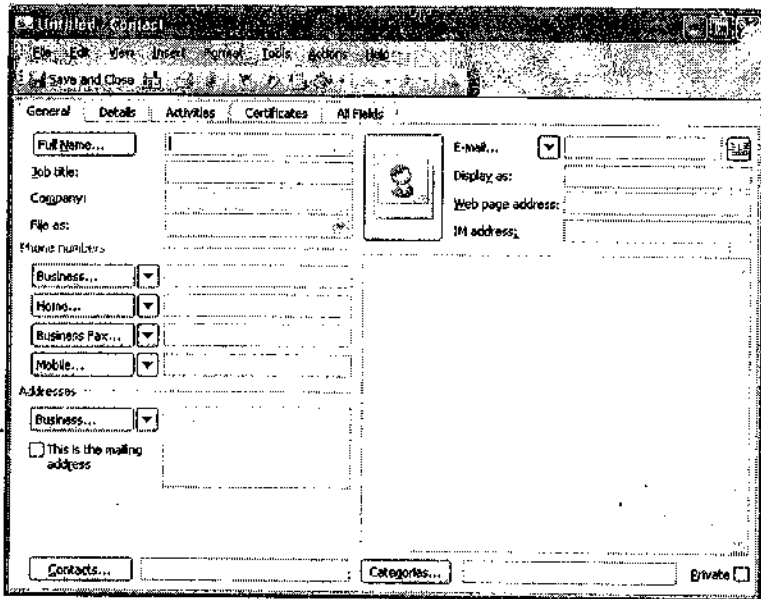 Untitled - Contact
File Edit View Insert Format Tools Actions Help
Save and Close
General Details Activities Certificates All Fields
Full Name... E-mail...
Job title: Display as:
Company: Web page address:
File as: IM address:
Phone numbers
Business...
Home...
Business Fax...
Mobile...
Addresses
Business...
This is the mailing
address
Contacts... Categories... Private